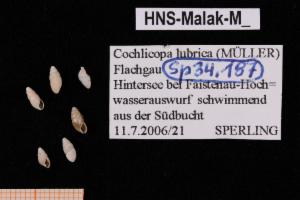 HNS-Malak-M_
Cochlicopa lubrica (MÜLLER)
Flachgau Sp34.187
Hintersee bei Faistenau-Hoch=
wasserauswurf schwimmend
aus der Südbucht
11.7.2006/21 SPERLING